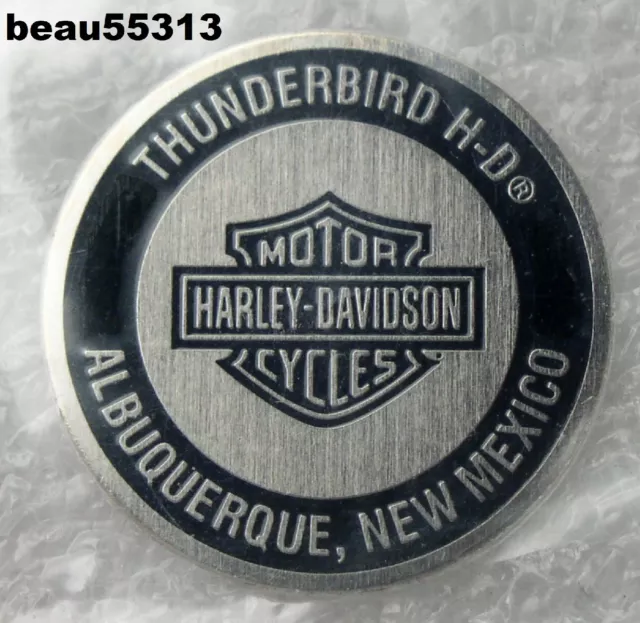 beau55313
THUNDERBIRD H-D®
MOTOR
HARLEY-DAVIDSON
CYCLES
ALBUQUERQUE, NEW MEXICO